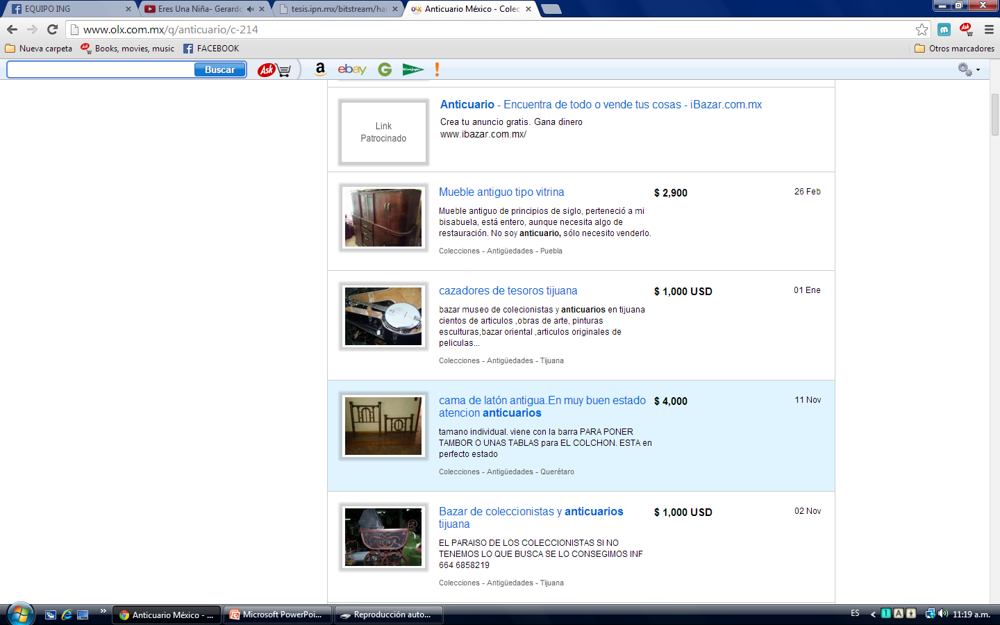 EQUIPO ING
Eres Una Niña- Gerardo
tesis.ipn.mx/bitstream/ha
Anticuario México - Colec
www.olx.com.mx/q/anticuario/c-214
Nueva carpeta
Books, movies, music
FACEBOOK
Otros marcadores
Buscar
Ask
a
ebay
G
Link
Patrocinado
Anticuario - Encuentra de todo o vende tus cosas - iBazar.com.mx
Crea tu anuncio gratis. Gana dinero
www.ibazar.com.mx/
Mueble antiguo tipo vitrina
$ 2,900
26 Feb
Mueble antiguo de principios de siglo, perteneció a mi
bisabuela, está entero, aunque necesita algo de
restauración. No soy anticuario, sólo necesito venderlo.
Colecciones - Antigüedades - Puebla
cazadores de tesoros tijuana
$ 1,000 USD
01 Ene
bazar museo de colecionistas y anticuarios en tijuana
cientos de articulos ,obras de arte, pinturas
esculturas,bazar oriental ,articulos originales de
peliculas...
Colecciones - Antigüedades - Tijuana
cama de latón antigua.En muy buen estado
atencion anticuarios
$ 4,000
11 Nov
tamano individual. viene con la barra PARA PONER
TAMBOR O UNAS TABLAS para EL COLCHON. ESTA en
perfecto estado
Colecciones - Antigüedades - Querétaro
Bazar de coleccionistas y anticuarios
tijuana
$ 1,000 USD
02 Nov
EL PARAISO DE LOS COLECCIONISTAS SI NO
TENEMOS LO QUE BUSCA SE LO CONSEGIMOS INF
664 6858219
Colecciones - Antigüedades - Tijuana
Anticuario México - ...
Microsoft PowerPoi...
Reproducción auto...
ES
11:19 a.m.